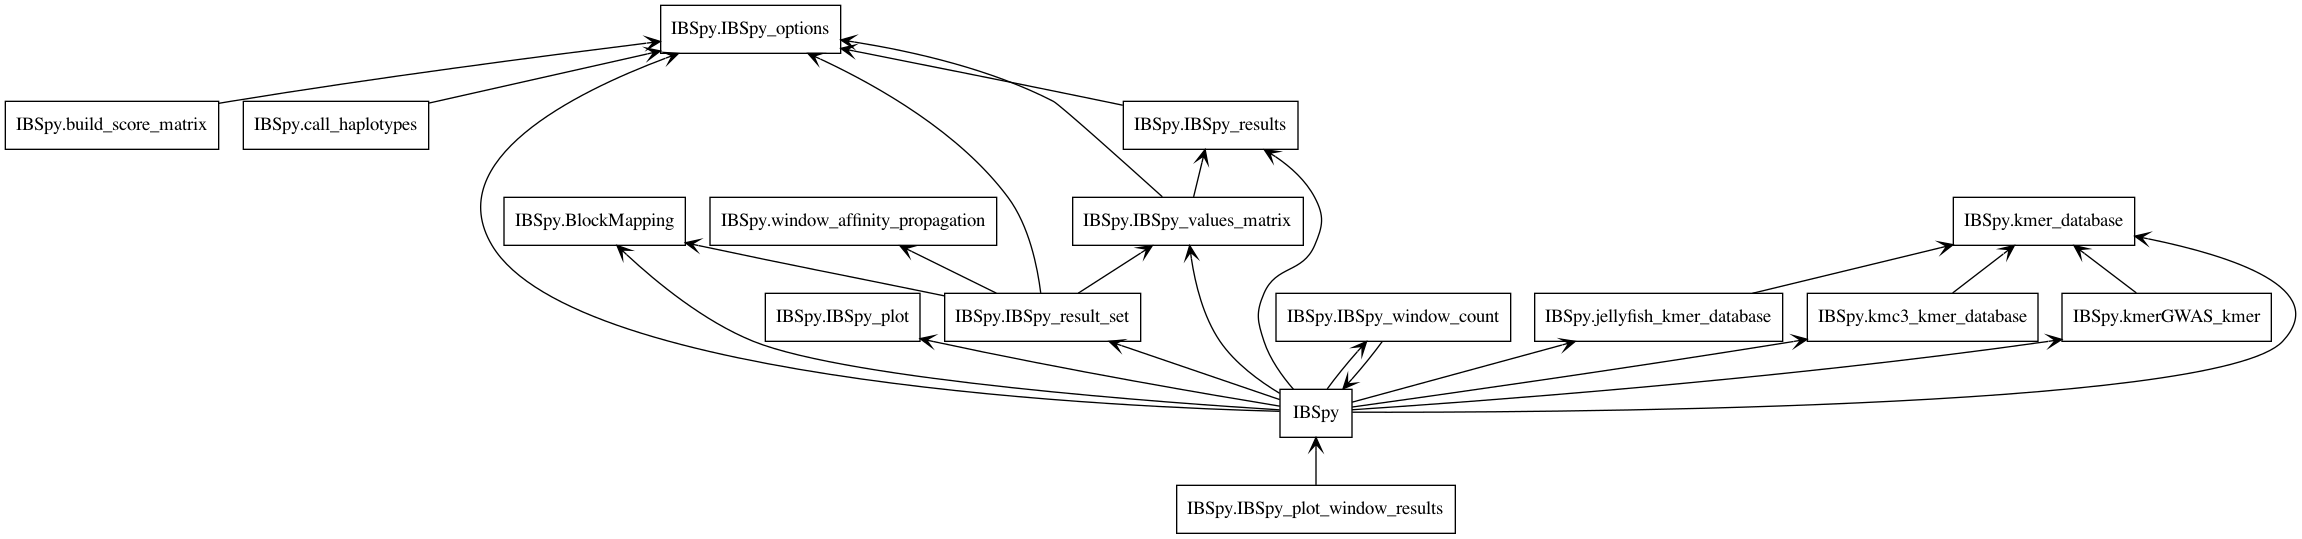 IBSpy.IBSpy_options
IBSpy.build_score_matrix
IBSpy.call_haplotypes
IBSpy.IBSpy_results
IBSpy.BlockMapping
IBSpy.window_affinity_propagation
IBSpy.IBSpy_values_matrix
IBSpy.kmer_database
IBSpy.IBSpy_plot
IBSpy.IBSpy_result_set
IBSpy.IBSpy_window_count
IBSpy.jellyfish_kmer_database
IBSpy.kmc3_kmer_database
IBSpy.kmerGWAS_kmer
IBSpy
IBSpy.IBSpy_plot_window_results